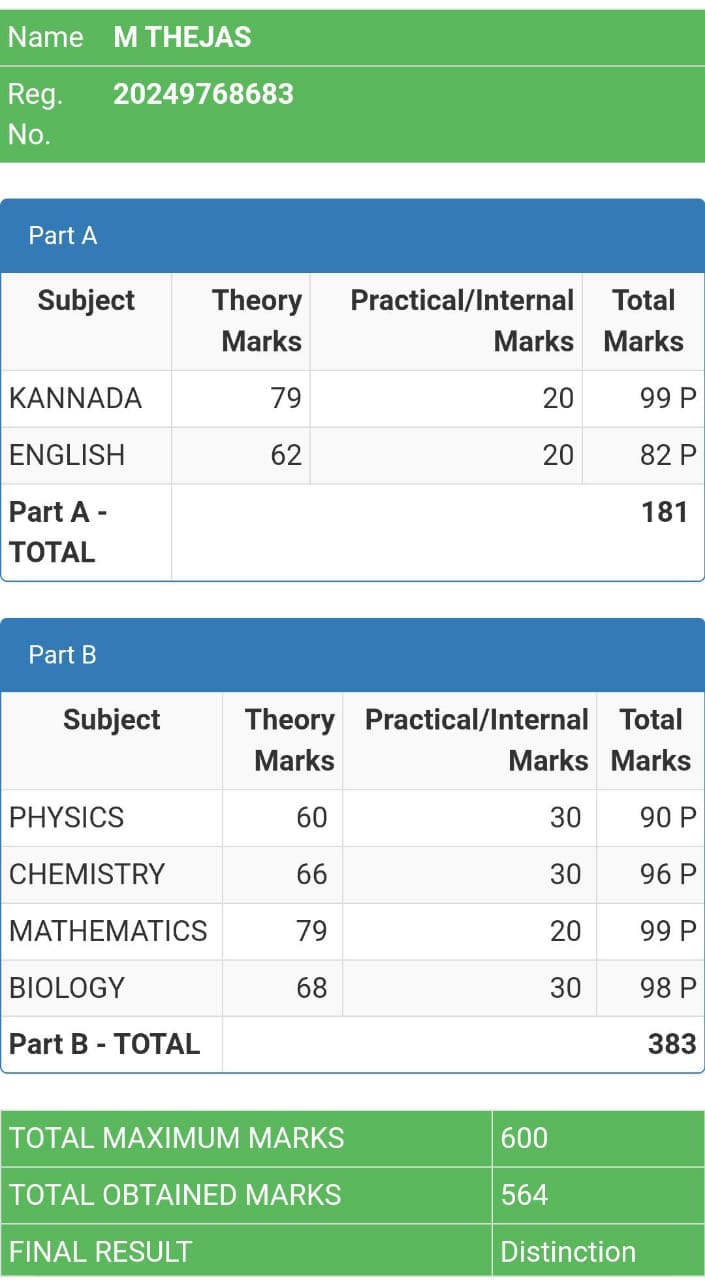 Name M THEJAS
Reg. No. 20249768683
Part A
Subject Theory Marks Practical/Internal Marks Total Marks
KANNADA 79 20 99 P
ENGLISH 62 20 82 P
Part A - TOTAL 181
Part B
Subject Theory Marks Practical/Internal Marks Total Marks
PHYSICS 60 30 90 P
CHEMISTRY 66 30 96 P
MATHEMATICS 79 20 99 P
BIOLOGY 68 30 98 P
Part B - TOTAL 383
TOTAL MAXIMUM MARKS 600
TOTAL OBTAINED MARKS 564
FINAL RESULT Distinction